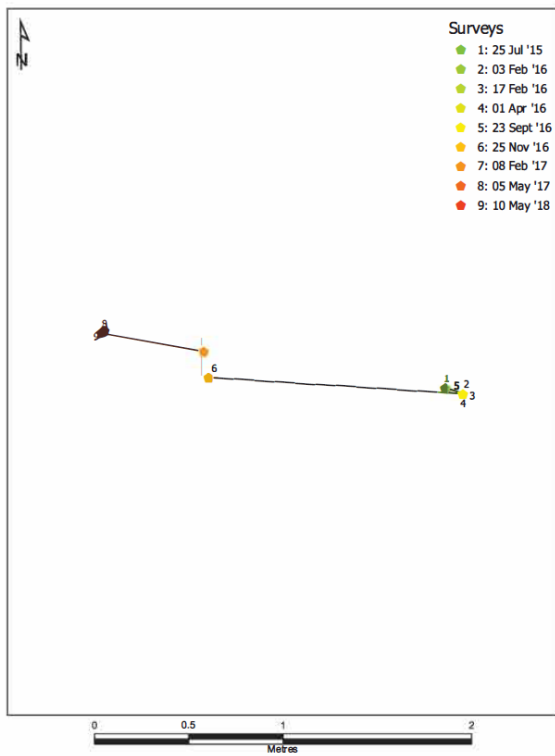 N
Surveys
1: 25 Jul '15
2: 03 Feb '16
3: 17 Feb '16
4: 01 Apr '16
5: 23 Sept '16
6: 25 Nov '16
7: 08 Feb '17
8: 05 May '17
9: 10 May '18
9
6
1
5 2
3
4
0 0.5 1 2
Metres